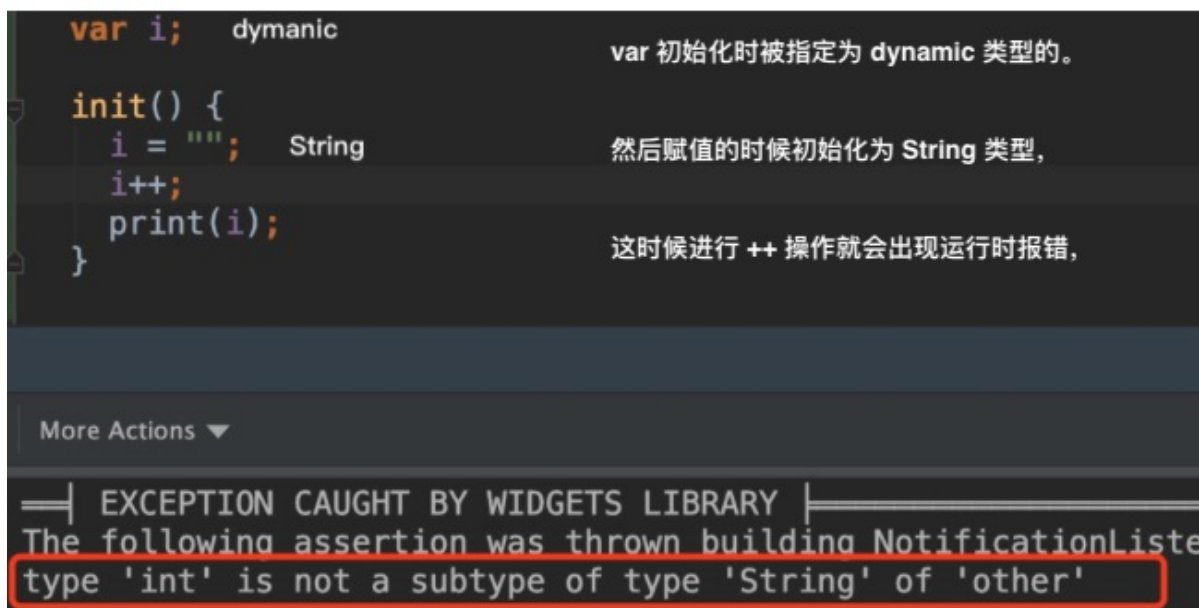 var i; dymanic
var 初始化时被指定为 dynamic 类型的。
init() {
i = ""; String
然后赋值的时候初始化为 String 类型，
i++;
print(i);
这时候进行 ++ 操作就会出现运行时报错，
}
More Actions
EXCEPTION CAUGHT BY WIDGETS LIBRARY
The following assertion was thrown building NotificationListe
type 'int' is not a subtype of type 'String' of 'other'